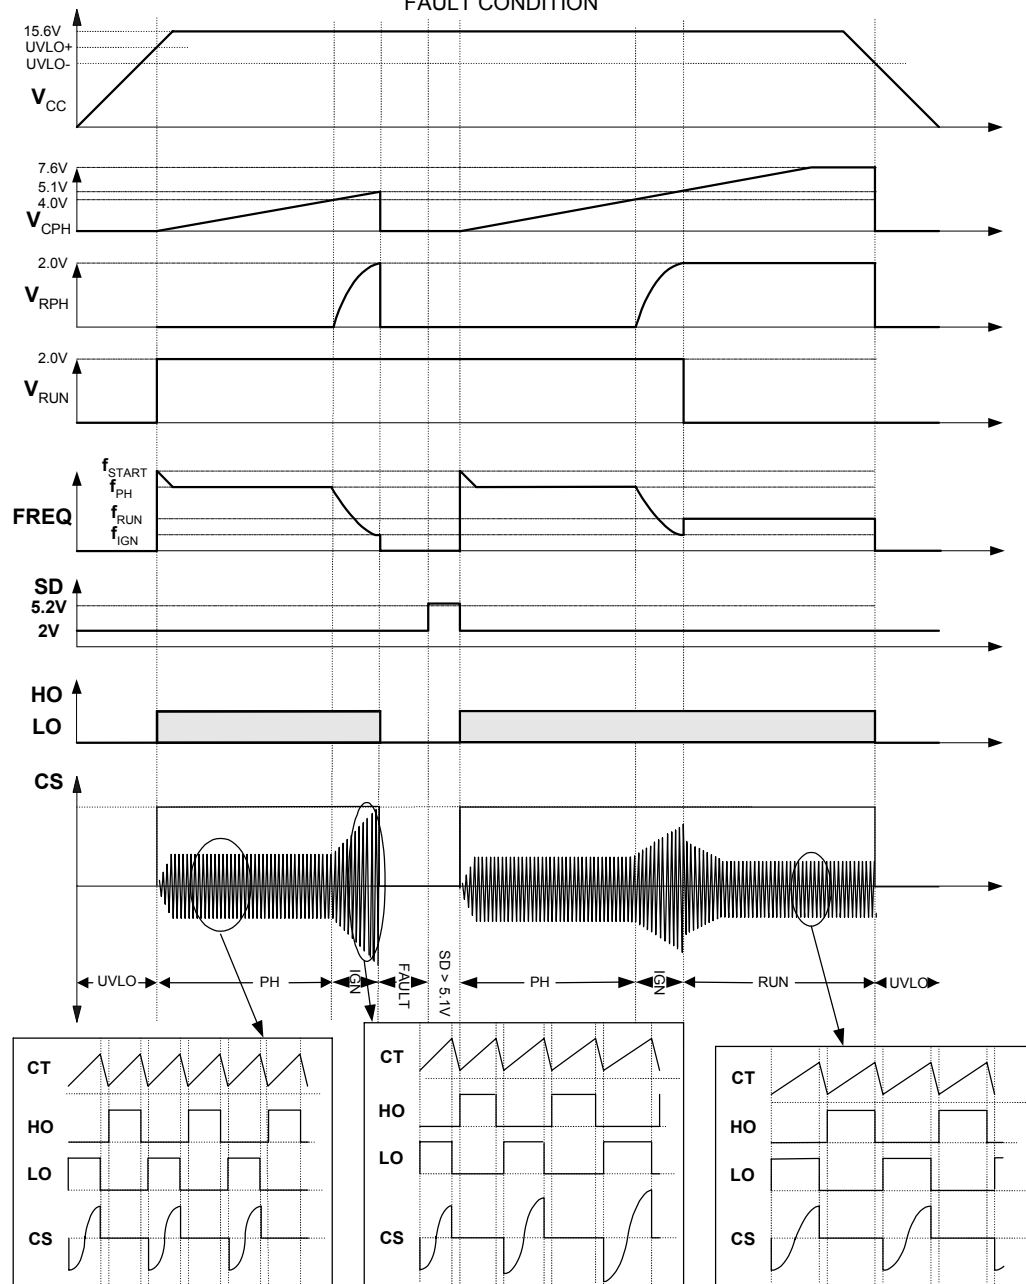 FAULT CONDITION
15.6V
UVLO+
UVLO-
VCC
7.6V
5.1V
4.0V
VCPH
2.0V
VRPH
2.0V
VRUN
fSTART
fPH
FREQ
fRUN
fIGN
SD
5.2V
2V
HO
LO
CS
UVLO
PH
IGN
FAULT
SD > 5.1V
PH
IGN
RUN
UVLO
CT
HO
LO
CS
CT
HO
LO
CS
CT
HO
LO
CS